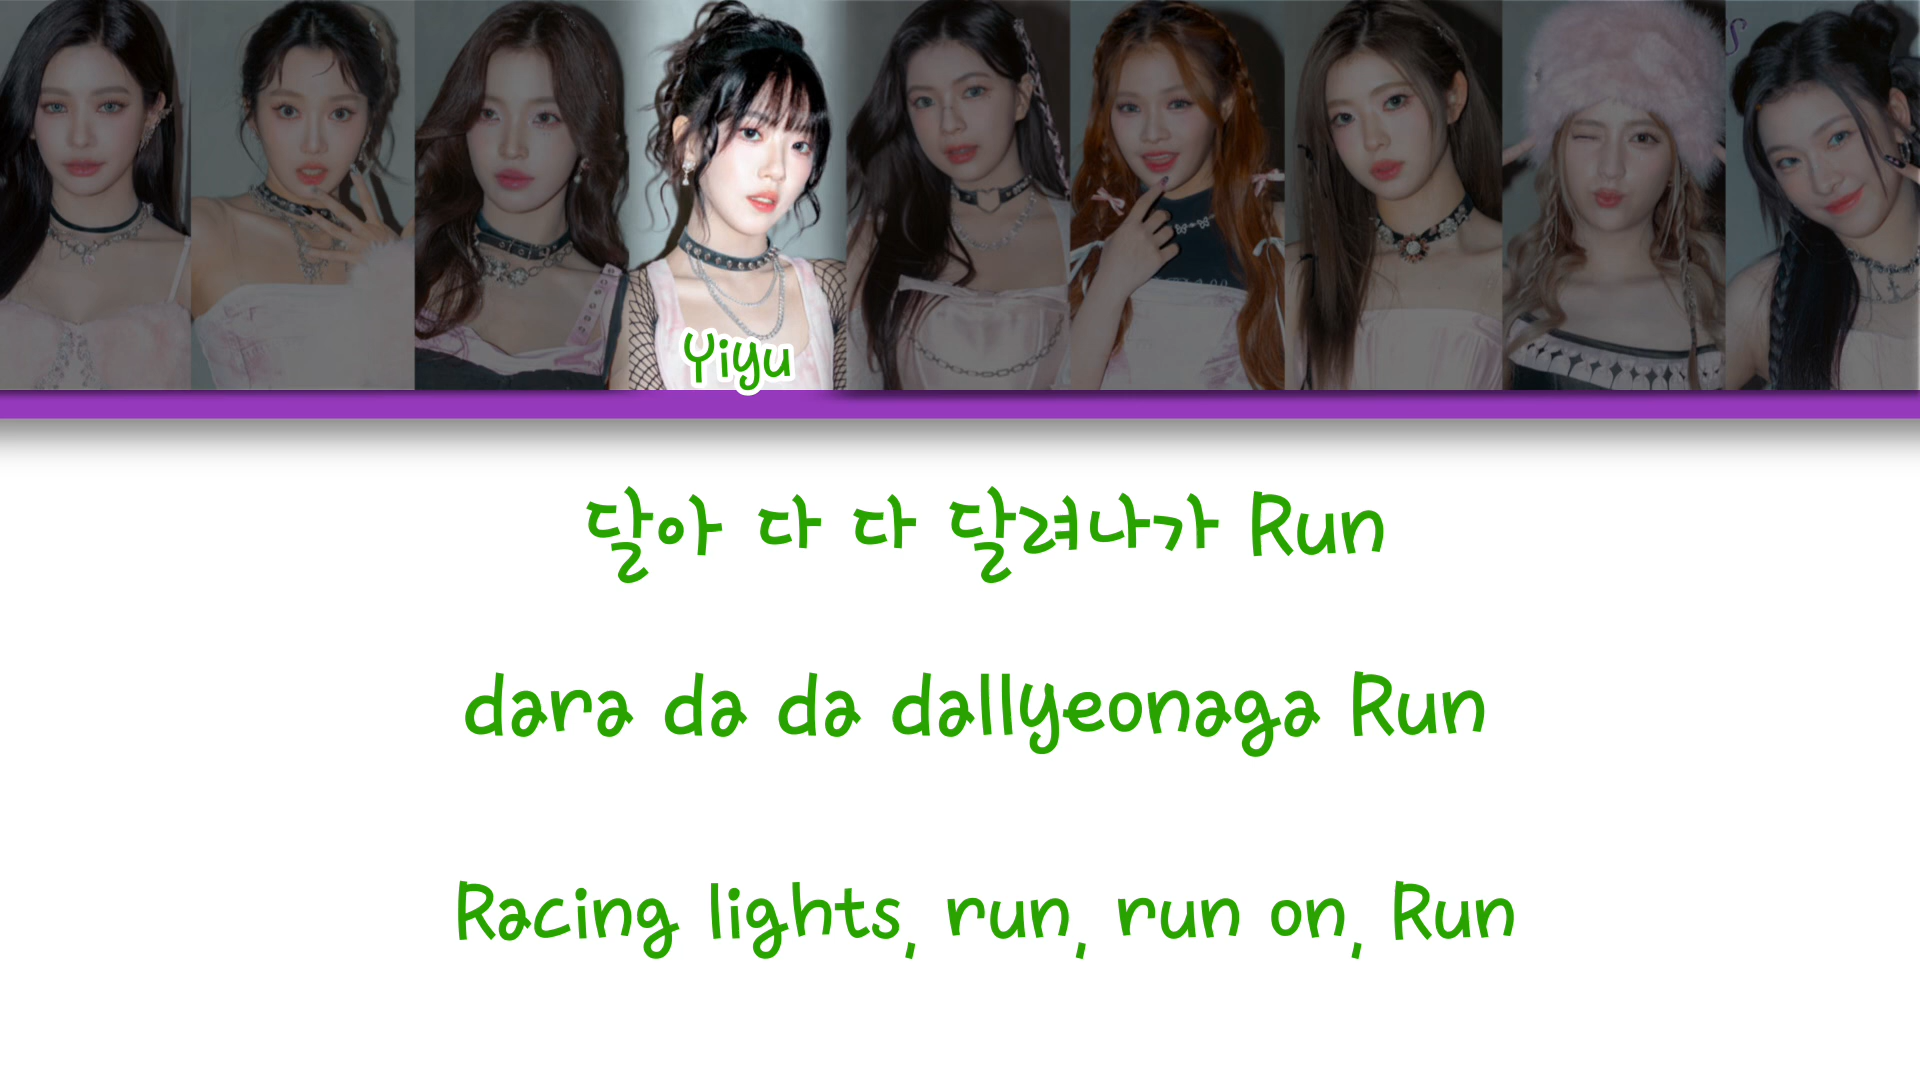 Yiyu
달아 다 다 달려나가 Run
dara da da dallyeonaga Run
Racing lights, run, run on, Run